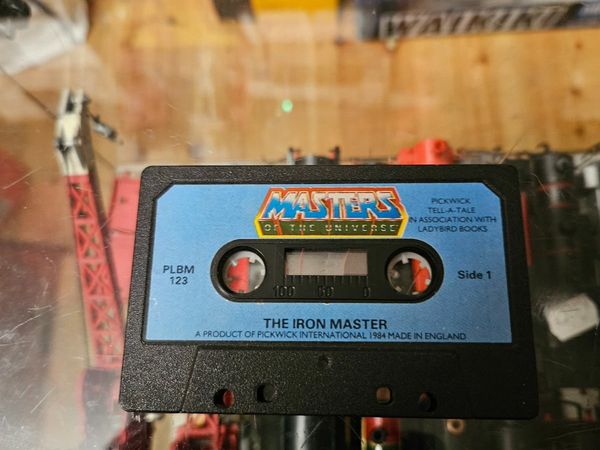 WAIKIKI
MASTERS
OF THE UNIVERSE
PICKWICK
TELL-A-TALE
IN ASSOCIATION WITH
LADYBIRD BOOKS
PLBM
123
100 50 0
Side 1
THE IRON MASTER
A PRODUCT OF PICKWICK INTERNATIONAL 1984 MADE IN ENGLAND